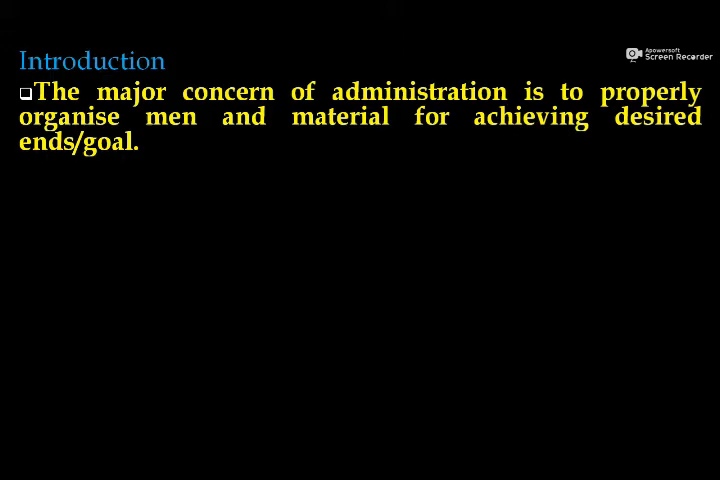 Apowersoft
Screen Recorder
Introduction
❑The major concern of administration is to properly
organise men and material for achieving desired
ends/goal.